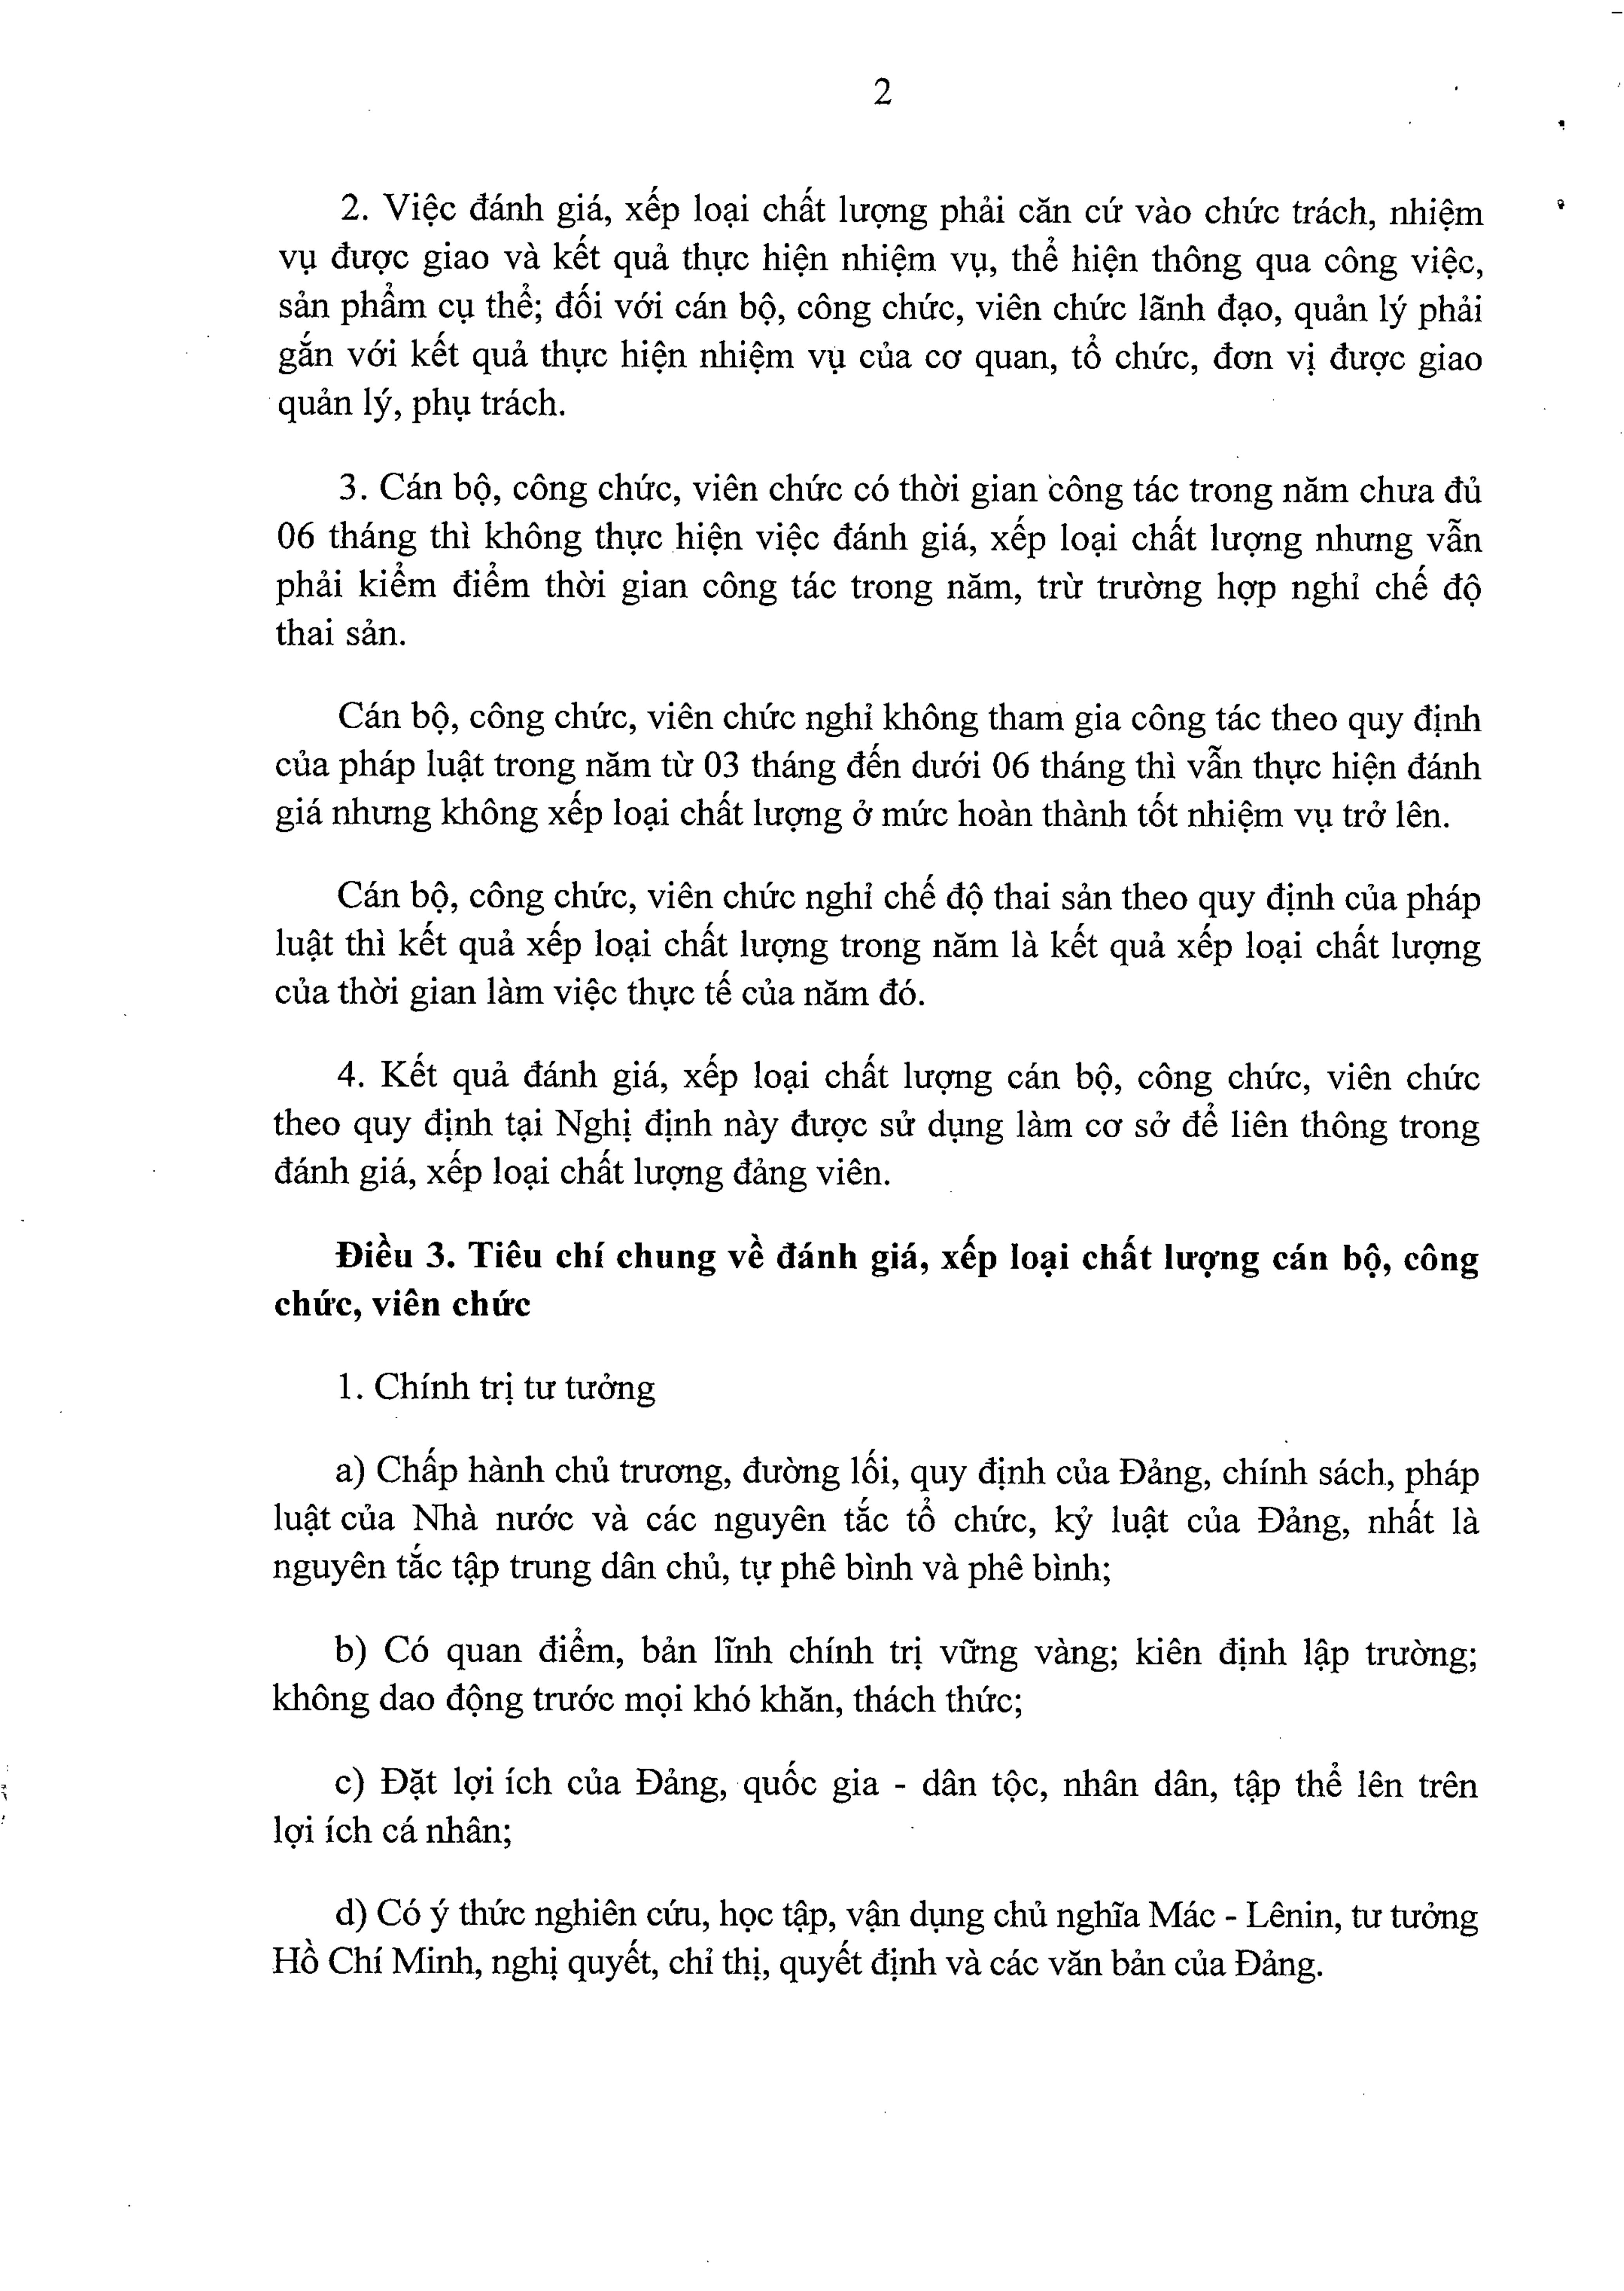 2
2. Việc đánh giá, xếp loại chất lượng phải căn cứ vào chức trách, nhiệm
vụ được giao và kết quả thực hiện nhiệm vụ, thể hiện thông qua công việc,
sản phẩm cụ thể; đối với cán bộ, công chức, viên chức lãnh đạo, quản lý phải
gắn với kết quả thực hiện nhiệm vụ của cơ quan, tổ chức, đơn vị được giao
quản lý, phụ trách.
3. Cán bộ, công chức, viên chức có thời gian công tác trong năm chưa đủ
06 tháng thì không thực hiện việc đánh giá, xếp loại chất lượng nhưng vẫn
phải kiểm điểm thời gian công tác trong năm, trừ trường hợp nghỉ chế độ
thai sản.
Cán bộ, công chức, viên chức nghỉ không tham gia công tác theo quy định
của pháp luật trong năm từ 03 tháng đến dưới 06 tháng thì vẫn thực hiện đánh
giá nhưng không xếp loại chất lượng ở mức hoàn thành tốt nhiệm vụ trở lên.
Cán bộ, công chức, viên chức nghỉ chế độ thai sản theo quy định của pháp
luật thì kết quả xếp loại chất lượng trong năm là kết quả xếp loại chất lượng
của thời gian làm việc thực tế của năm đó.
4. Kết quả đánh giá, xếp loại chất lượng cán bộ, công chức, viên chức
theo quy định tại Nghị định này được sử dụng làm cơ sở để liên thông trong
đánh giá, xếp loại chất lượng đảng viên.
Điều 3. Tiêu chí chung về đánh giá, xếp loại chất lượng cán bộ, công
chức, viên chức
1. Chính trị tư tưởng
a) Chấp hành chủ trương, đường lối, quy định của Đảng, chính sách, pháp
luật của Nhà nước và các nguyên tắc tổ chức, kỷ luật của Đảng, nhất là
nguyên tắc tập trung dân chủ, tự phê bình và phê bình;
b) Có quan điểm, bản lĩnh chính trị vững vàng; kiên định lập trường;
không dao động trước mọi khó khăn, thách thức;
c) Đặt lợi ích của Đảng, quốc gia - dân tộc, nhân dân, tập thể lên trên
lợi ích cá nhân;
d) Có ý thức nghiên cứu, học tập, vận dụng chủ nghĩa Mác - Lênin, tư tưởng
Hồ Chí Minh, nghị quyết, chỉ thị, quyết định và các văn bản của Đảng.